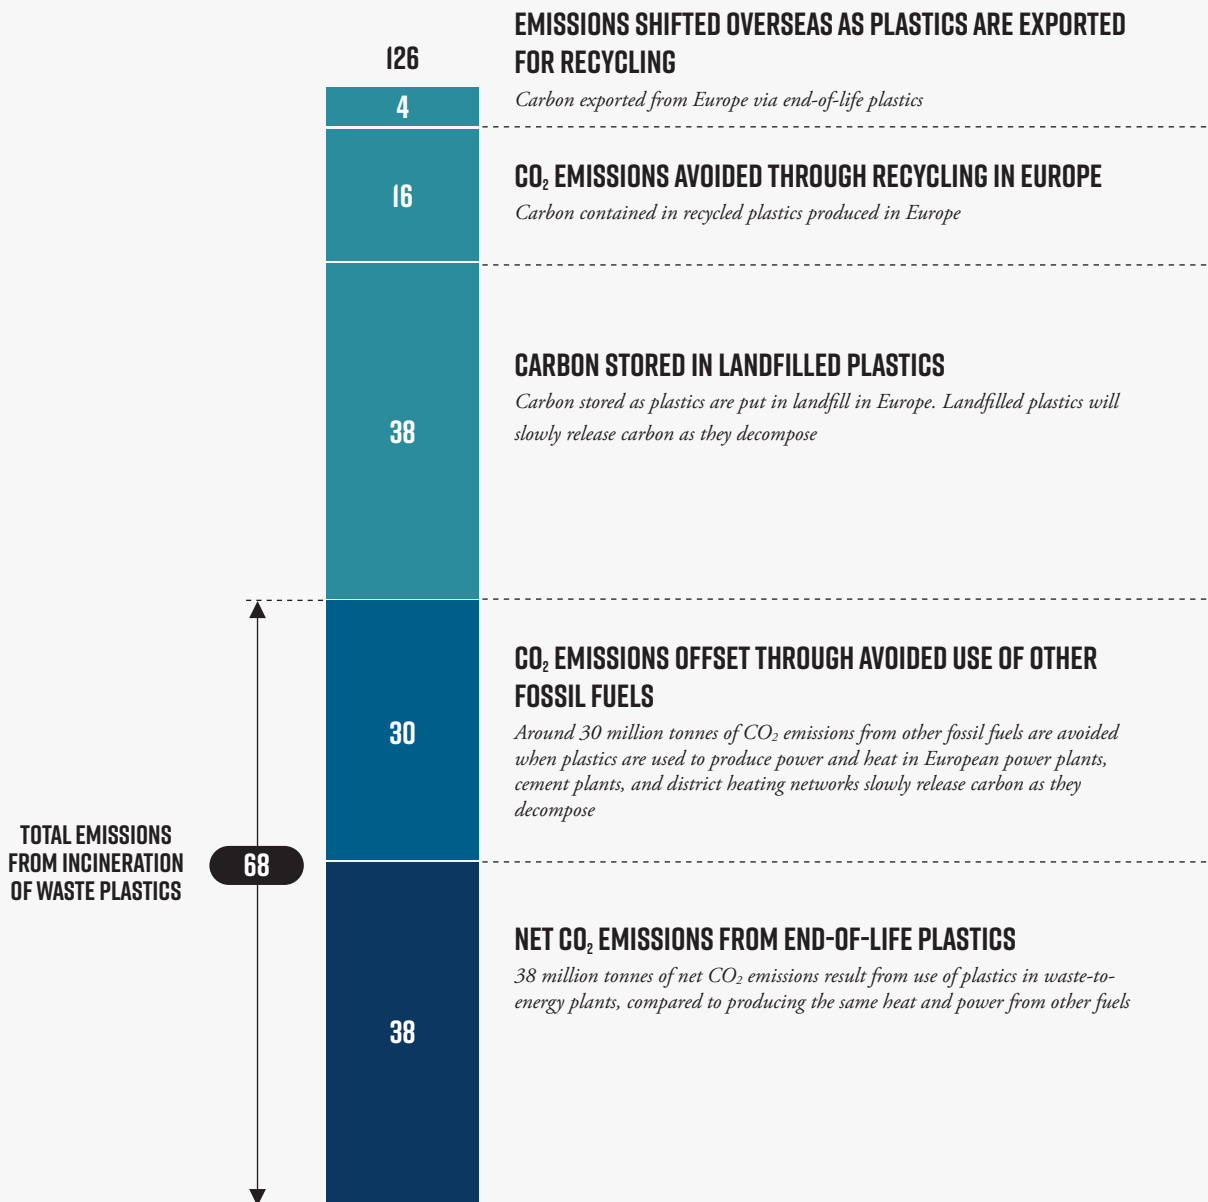 126
EMISSIONS SHIFTED OVERSEAS AS PLASTICS ARE EXPORTED
FOR RECYCLING
Carbon exported from Europe via end-of-life plastics
4
CO₂ EMISSIONS AVOIDED THROUGH RECYCLING IN EUROPE
Carbon contained in recycled plastics produced in Europe
16
CARBON STORED IN LANDFILLED PLASTICS
Carbon stored as plastics are put in landfill in Europe. Landfilled plastics will
slowly release carbon as they decompose
38
CO₂ EMISSIONS OFFSET THROUGH AVOIDED USE OF OTHER
FOSSIL FUELS
Around 30 million tonnes of CO₂ emissions from other fossil fuels are avoided
when plastics are used to produce power and heat in European power plants,
cement plants, and district heating networks slowly release carbon as they
decompose
30
TOTAL EMISSIONS
FROM INCINERATION
OF WASTE PLASTICS
68
NET CO₂ EMISSIONS FROM END-OF-LIFE PLASTICS
38 million tonnes of net CO₂ emissions result from use of plastics in waste-to-
energy plants, compared to producing the same heat and power from other fuels
38